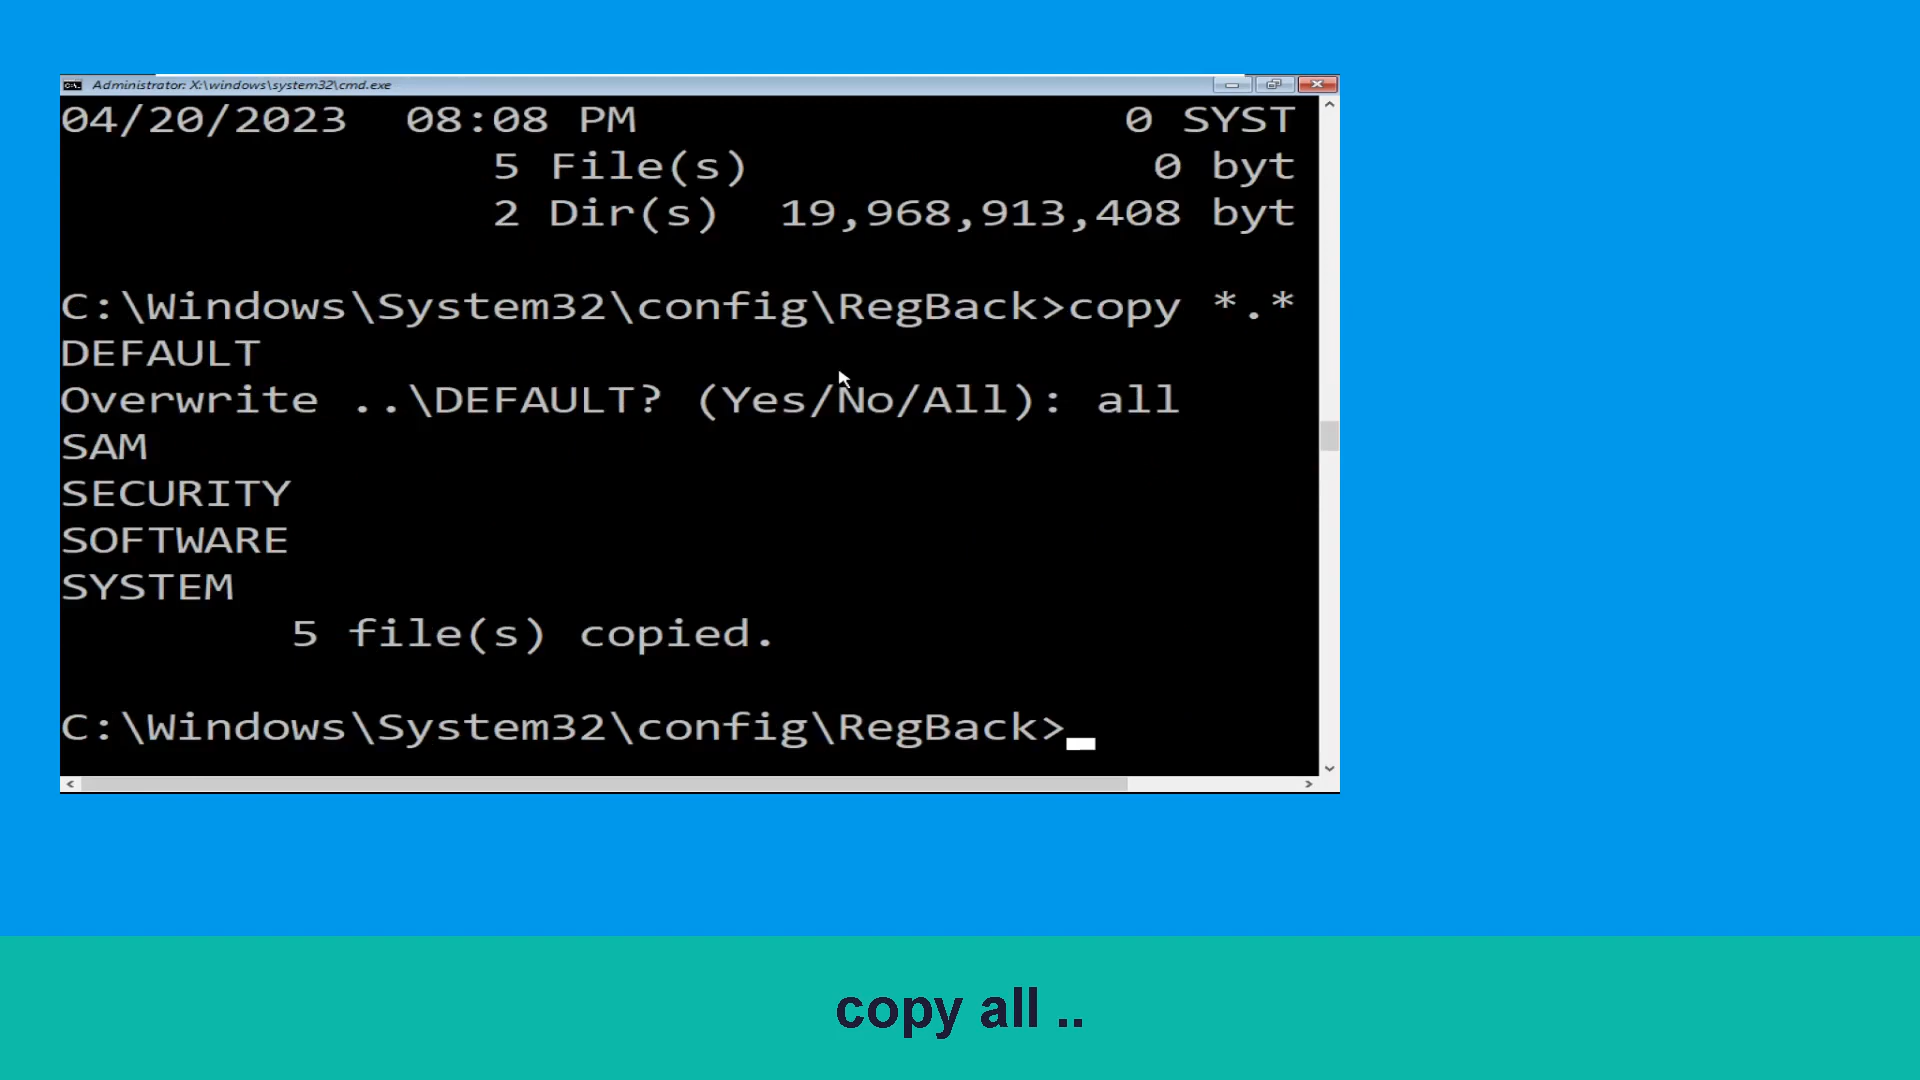 Administrator: X:\windows\system32\cmd.exe
04/20/2023  08:08 PM                 0 SYST
               5 File(s)              0 byt
               2 Dir(s)  19,968,913,408 byt
C:\Windows\System32\config\RegBack>copy *.*
DEFAULT
Overwrite ..\DEFAULT? (Yes/No/All): all
SAM
SECURITY
SOFTWARE
SYSTEM
        5 file(s) copied.
C:\Windows\System32\config\RegBack>
copy all ..